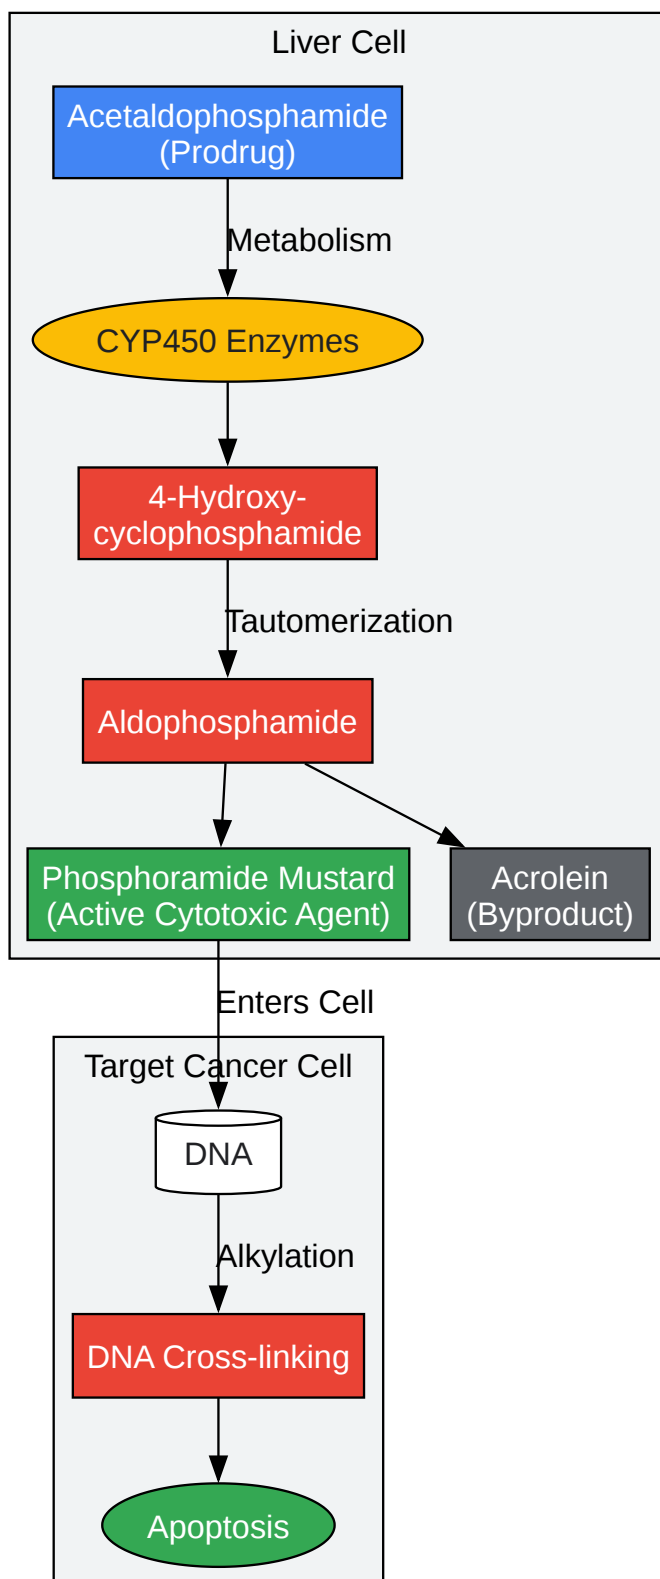 Liver Cell
Acetaldophosphamide
(Prodrug)
Metabolism
CYP450 Enzymes
4-Hydroxy-
cyclophosphamide
Tautomerization
Aldophosphamide
Phosphoramide Mustard
(Active Cytotoxic Agent)
Acrolein
(Byproduct)
Enters Cell
Target Cancer Cell
DNA
Alkylation
DNA Cross-linking
Apoptosis